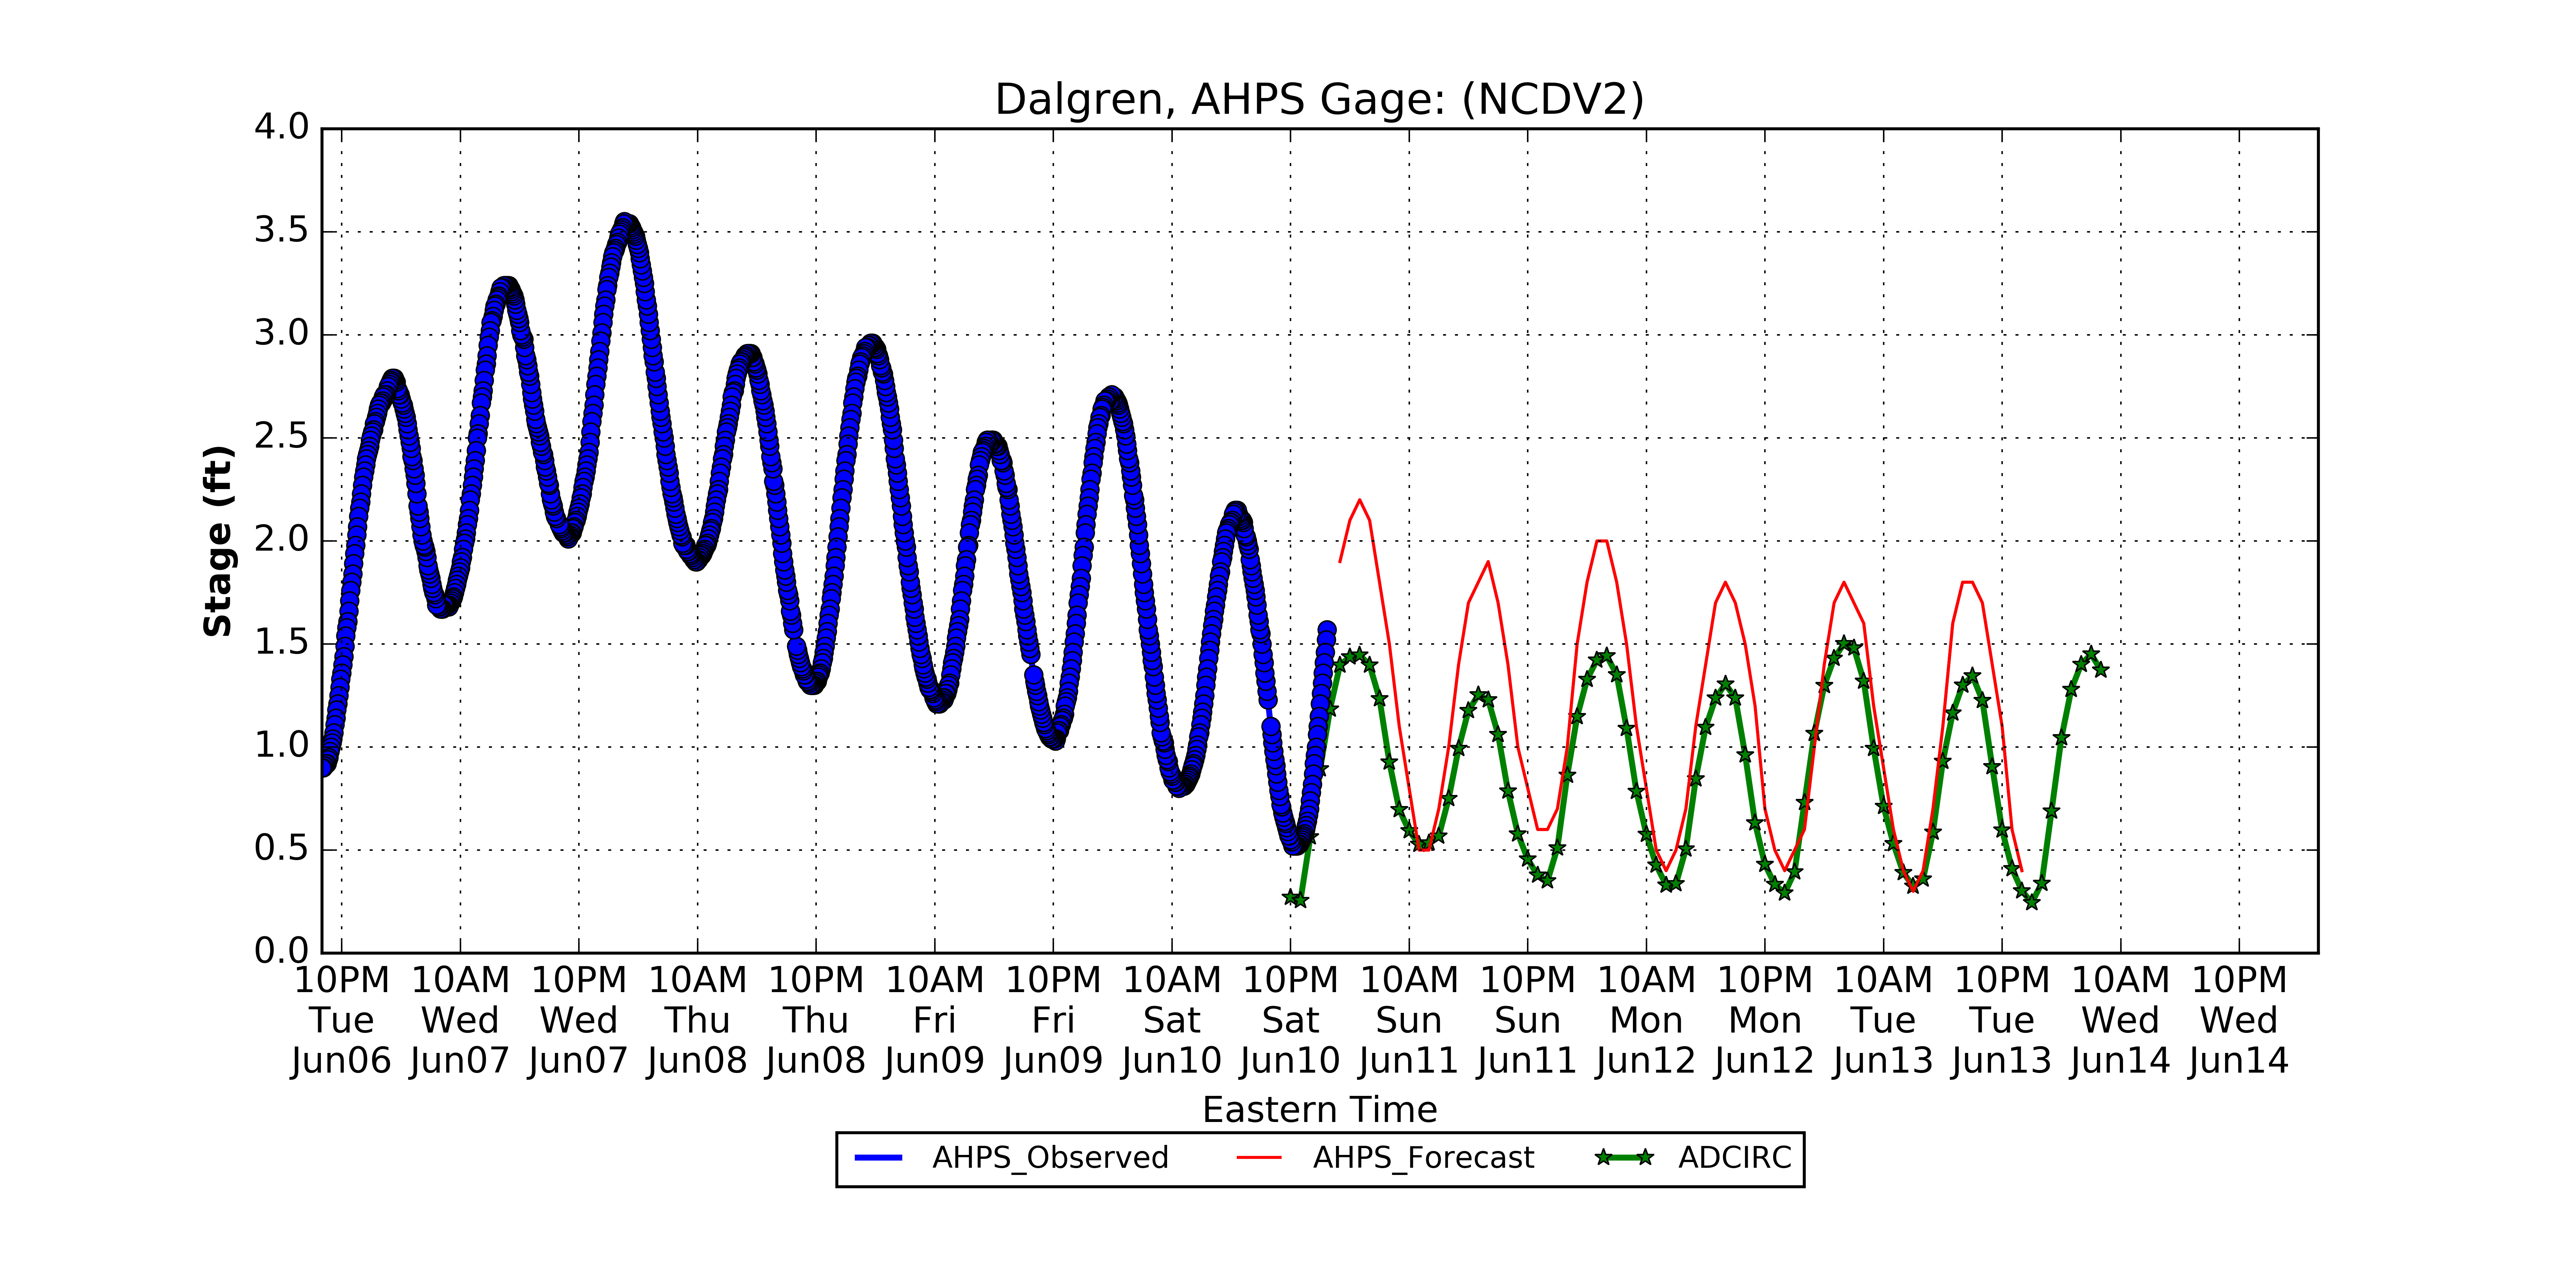 Dalgren, AHPS Gage: (NCDV2)
4.0
3.5
3.0
2.5
2.0
1.5
1.0
0.5
0.0
Stage (ft)
10PM 10AM 10PM 10AM 10PM 10AM 10PM 10AM 10PM 10AM 10PM 10AM 10PM 10AM 10PM 10AM 10PM
Tue Wed Wed Thu Thu Fri Fri Sat Sat Sun Sun Mon Mon Tue Tue Wed Wed
Jun06 Jun07 Jun07 Jun08 Jun08 Jun09 Jun09 Jun10 Jun10 Jun11 Jun11 Jun12 Jun12 Jun13 Jun13 Jun14 Jun14
Eastern Time
AHPS_Observed AHPS_Forecast ADCIRC